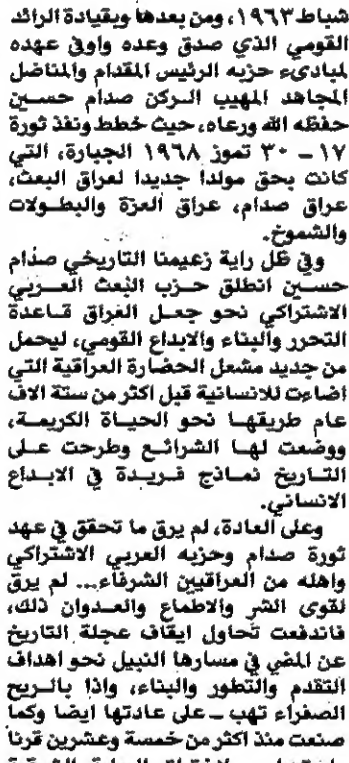 شباط ١٩٦٣، ومن بعدها وبقيادة الرائد
القومي الذي صدق وعده واوفى عهده
لمبادىء حزبه الرئيس المقدام والمناضل
المجاهد المهيب الركن صدام حسين
حفظه الله ورعاه، حيث خطط ونفذ ثورة
١٧ - ٣٠ تموز ١٩٦٨ الجبارة، التي
كانت بحق مولدا جديدا لعراق البعث،
عراق صدام، عراق العزة والبطولات
والشموخ.
وفي ظل راية زعيمنا التاريخي صدام
حسين انطلق حزب البعث العربي
الاشتراكي نحو جعل العراق قاعدة
التحرر والبناء والابداع القومي، ليحمل
من جديد مشعل الحضارة العراقية التي
اضاءت للانسانية قبل اكثر من ستة الاف
عام طريقها نحو الحياة الكريمة،
ووضعت لها الشرائع وطرحت على
التاريخ نماذج فريدة في الابداع
الانساني.
وعلى العادة، لم يرق ما تحقق في عهد
ثورة صدام وحزبه العربي الاشتراكي
واهله من العراقيين الشرفاء... لم يرق
لقوى الشر والاطماع والعدوان ذلك،
فاندفعت تحاول ايقاف عجلة التاريخ
عن المضي في مسارها النبيل نحو اهداف
التقدم والتطور والبناء، واذا بالريح
الصفراء تهب - على عادتها ايضا وكما
صنعت منذ اكثر من خمسة وعشرين قرنا